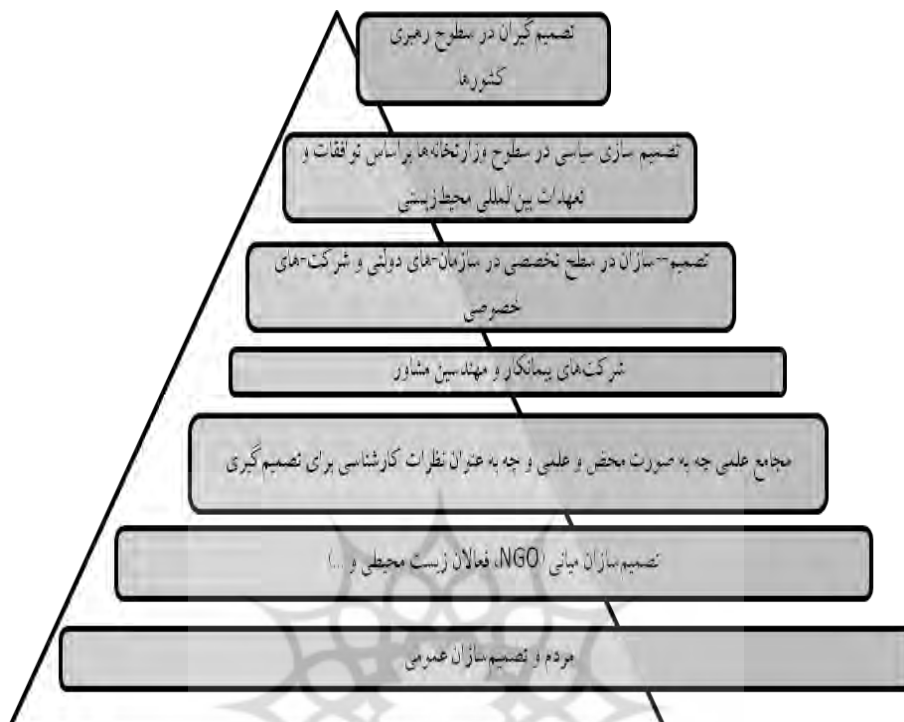 تصمیم‌گیران در سطوح رهبری
کشورها
تصمیم سازی سیاسی در سطوح وزارتخانه‌ها براساس توافقات و
تعهدات بین‌المللی محیط‌زیستی
تصمیم--سازان در سطح تخصصی در سازمان-های دولتی و شرکت-های
خصوصی
شرکت‌های پیمانکار و مهندسین مشاور
مجامع علمی چه به صورت محض و علمی و چه به عنوان نظرات کارشناسی برای تصمیم‌گیری
تصمیم‌سازان میانی (NGO، فعالان زیست محیطی و ...)
مردم و تصمیم‌سازان عمومی